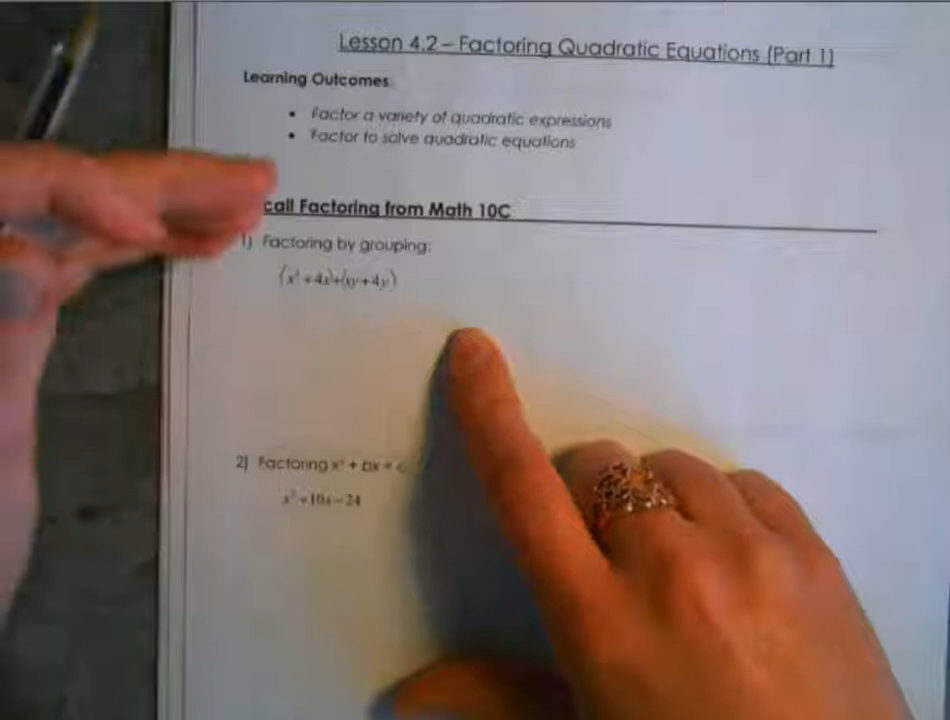 Lesson 4.2 – Factoring Quadratic Equations (Part 1)
Learning Outcomes
• Factor a variety of quadratic expressions
• Factor to solve quadratic equations
call Factoring from Math 10C
1) Factoring by grouping:
(x² + 4x)+(xy + 4y)
2) Factoring x² + bx + c
x² + 10x – 24